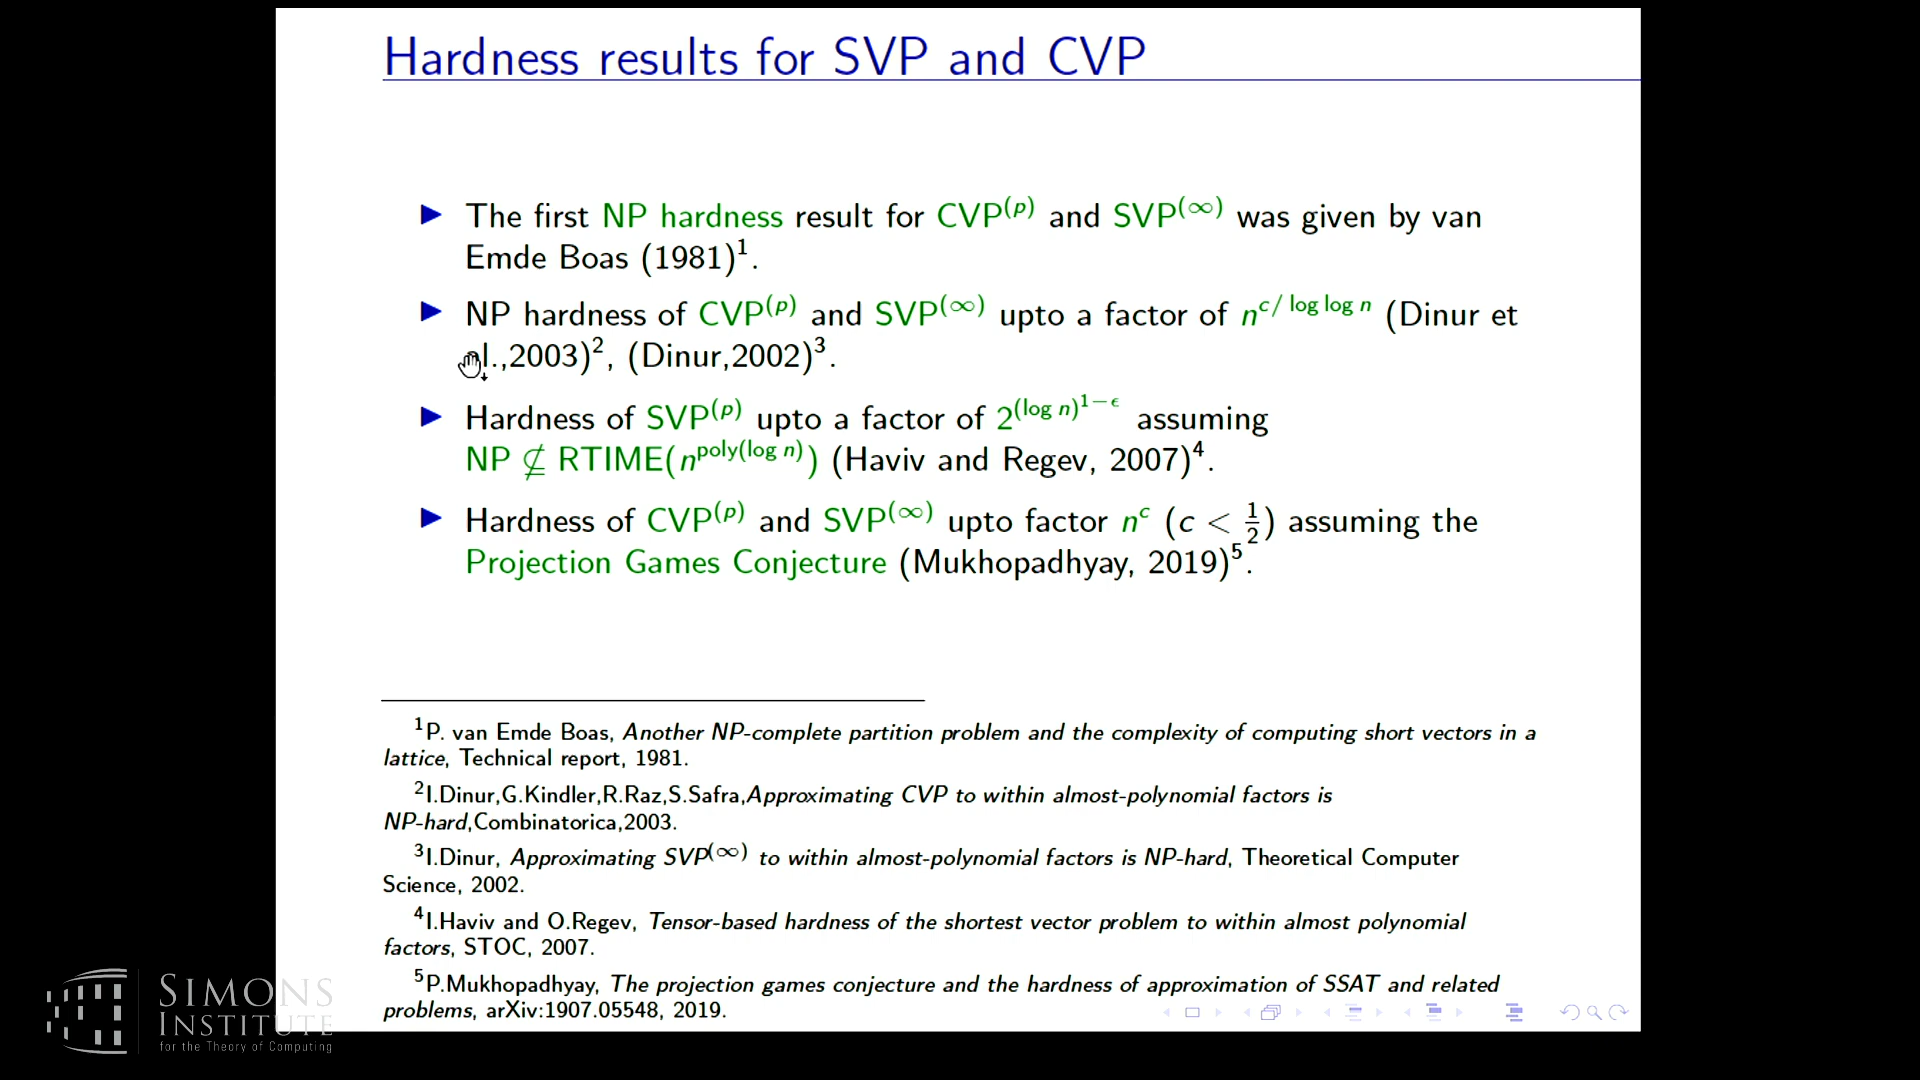 Hardness results for SVP and CVP
▶ The first NP hardness result for CVP^(p) and SVP^(∞) was given by van
Emde Boas (1981)^1.
▶ NP hardness of CVP^(p) and SVP^(∞) upto a factor of n^{c/ log log n} (Dinur et
l.,2003)^2, (Dinur,2002)^3.
▶ Hardness of SVP^(p) upto a factor of 2^{(log n)^{1−ϵ}} assuming
NP ⊈ RTIME(n^{poly(log n)}) (Haviv and Regev, 2007)^4.
▶ Hardness of CVP^(p) and SVP^(∞) upto factor n^c (c < 1/2) assuming the
Projection Games Conjecture (Mukhopadhyay, 2019)^5.
^1P. van Emde Boas, Another NP-complete partition problem and the complexity of computing short vectors in a
lattice, Technical report, 1981.
^2I.Dinur,G.Kindler,R.Raz,S.Safra,Approximating CVP to within almost-polynomial factors is
NP-hard,Combinatorica,2003.
^3I.Dinur, Approximating SVP^(∞) to within almost-polynomial factors is NP-hard, Theoretical Computer
Science, 2002.
^4I.Haviv and O.Regev, Tensor-based hardness of the shortest vector problem to within almost polynomial
factors, STOC, 2007.
^5P.Mukhopadhyay, The projection games conjecture and the hardness of approximation of SSAT and related
problems, arXiv:1907.05548, 2019.
SIMONS
INSTITUTE
for the Theory of Computing